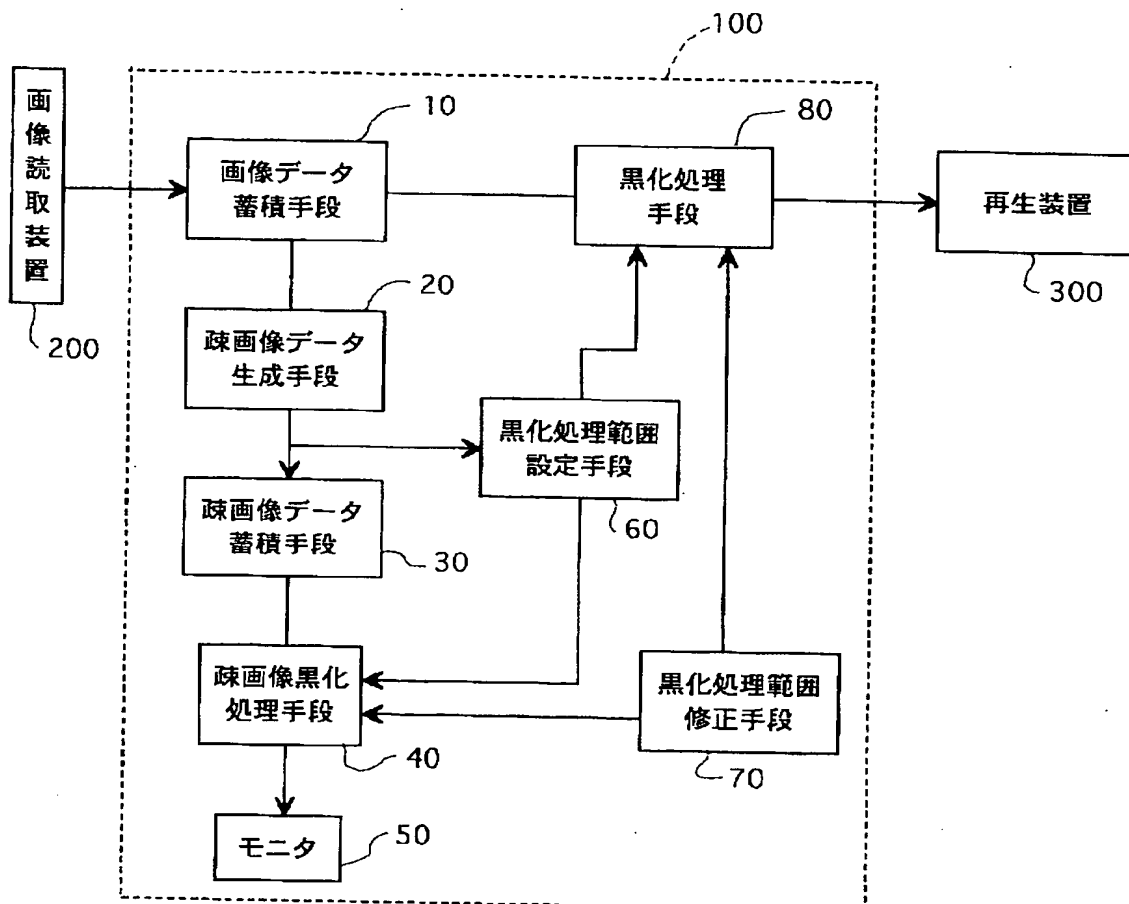 100
画像読取装置
200
10
画像データ
蓄積手段
80
黒化処理
手段
再生装置
300
20
疎画像データ
生成手段
黒化処理範囲
設定手段
60
疎画像データ
蓄積手段
30
疎画像黒化
処理手段
40
黒化処理範囲
修正手段
70
モニタ
50